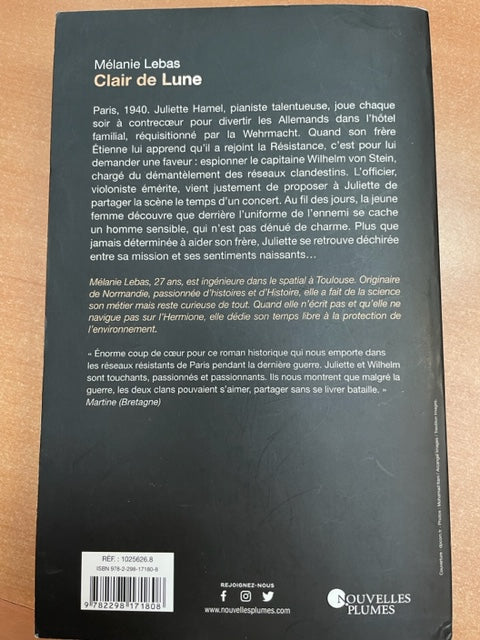 Mélanie Lebas
Clair de Lune
Paris, 1940. Juliette Hamel, pianiste talentueuse, joue chaque
soir à contrecœur pour divertir les Allemands dans l'hôtel
familial, réquisitionné par la Wehrmacht. Quand son frère
Étienne lui apprend qu'il a rejoint la Résistance, c'est pour lui
demander une faveur : espionner le capitaine Wilhelm von Stein,
chargé du démantèlement des réseaux clandestins. L'officier,
violoniste émérite, vient justement de proposer à Juliette de
partager la scène le temps d'un concert. Au fil des jours, la jeune
femme découvre que derrière l'uniforme de l'ennemi se cache
un homme sensible, qui n'est pas dénué de charme. Plus que
jamais déterminée à aider son frère, Juliette se retrouve déchirée
entre sa mission et ses sentiments naissants…
Mélanie Lebas, 27 ans, est ingénieure dans le spatial à Toulouse. Originaire
de Normandie, passionnée d'histoires et d'Histoire, elle a fait de la science
son métier mais reste curieuse de tout. Quand elle n'écrit pas et qu'elle ne
navigue pas sur l'Hermione, elle dédie son temps libre à la protection de
l'environnement.
« Énorme coup de cœur pour ce roman historique qui nous emporte dans
les réseaux résistants de Paris pendant la dernière guerre. Juliette et Wilhelm
sont touchants, passionnés et passionnants. Ils nous montrent que malgré la
guerre, les deux clans pouvaient s'aimer, partager sans se livrer bataille. »
Martine (Bretagne)
RÉF. : 1025626.8
ISBN 978-2-298-17180-8
9 782298 171808
REJOIGNEZ-NOUS
www.nouvellesplumes.com
NOUVELLES
PLUMES
Couverture : Photos : / Arcangel Images /